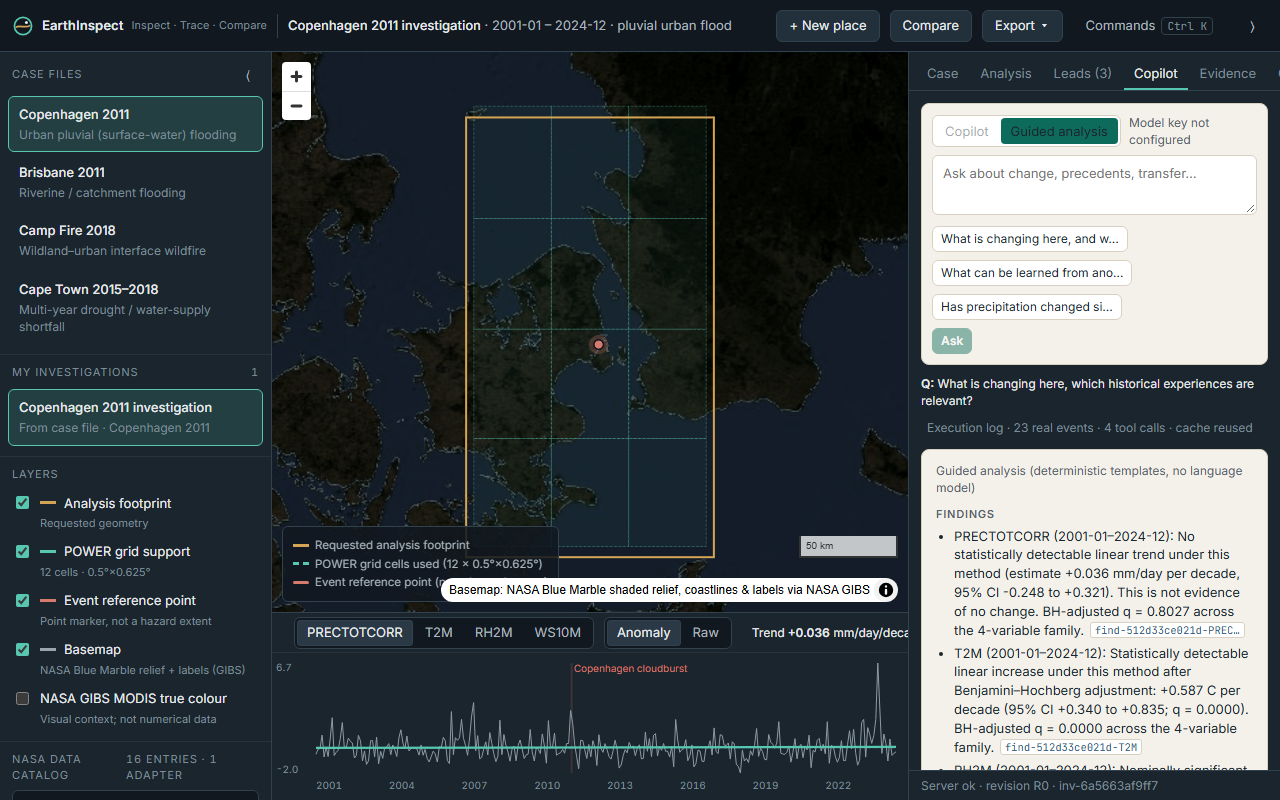 EarthInspect Inspect · Trace · Compare
Copenhagen 2011 investigation · 2001-01 – 2024-12 · pluvial urban flood
+ New place
Compare
Export
Commands Ctrl K
CASE FILES
Copenhagen 2011
Urban pluvial (surface-water) flooding
Brisbane 2011
Riverine / catchment flooding
Camp Fire 2018
Wildland–urban interface wildfire
Cape Town 2015–2018
Multi-year drought / water-supply
shortfall
MY INVESTIGATIONS 1
Copenhagen 2011 investigation
From case file · Copenhagen 2011
LAYERS
Analysis footprint
Requested geometry
POWER grid support
12 cells · 0.5°×0.625°
Event reference point
Point marker, not a hazard extent
Basemap
NASA Blue Marble relief + labels (GIBS)
NASA GIBS MODIS true colour
Visual context; not numerical data
NASA DATA
CATALOG
16 ENTRIES · 1
ADAPTER
+
−
Requested analysis footprint
POWER grid cells used (12 × 0.5°×0.625°)
Event reference point
50 km
Basemap: NASA Blue Marble shaded relief, coastlines & labels via NASA GIBS
PRECTOTCORR T2M RH2M WS10M
Anomaly Raw
Trend +0.036 mm/day/deca
6.7
Copenhagen cloudburst
-2.0
2001 2004 2007 2010 2013 2016 2019 2022
Case Analysis Leads (3) Copilot Evidence
Copilot Guided analysis
Model key not
configured
Ask about change, precedents, transfer...
What is changing here, and w...
What can be learned from ano...
Has precipitation changed si...
Ask
Q: What is changing here, which historical experiences are
relevant?
Execution log · 23 real events · 4 tool calls · cache reused
Guided analysis (deterministic templates, no language
model)
FINDINGS
• PRECTOTCORR (2001-01–2024-12): No
statistically detectable linear trend under this
method (estimate +0.036 mm/day per decade,
95% CI -0.248 to +0.321). This is not evidence
of no change. BH-adjusted q = 0.8027 across
the 4-variable family. find-512d33ce021d-PREC…
• T2M (2001-01–2024-12): Statistically detectable
linear increase under this method after
Benjamini–Hochberg adjustment: +0.587 C per
decade (95% CI +0.340 to +0.835; q = 0.0000).
BH-adjusted q = 0.0000 across the 4-variable
family. find-512d33ce021d-T2M
• RH2M (2001-01–2024-12): Nominally significant
Server ok · revision R0 · inv-6a5663af9ff7